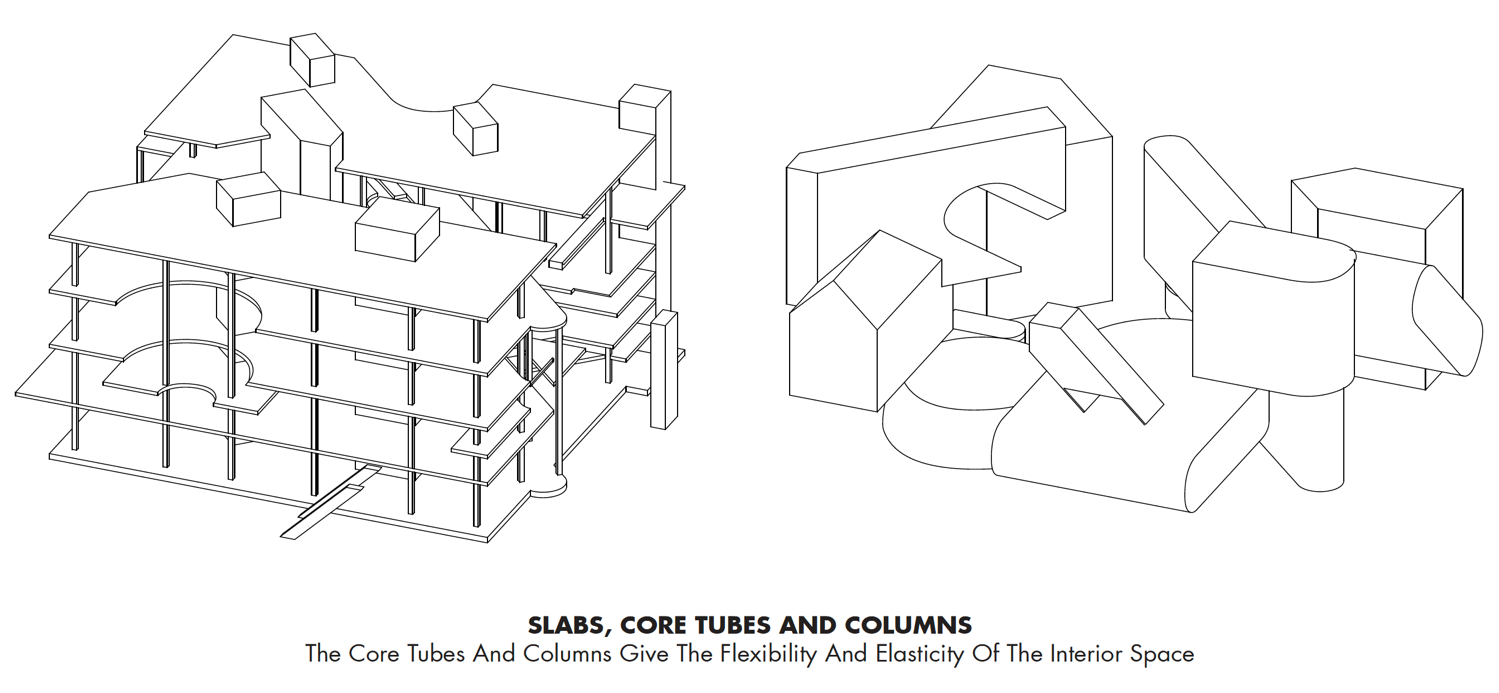 SLABS, CORE TUBES AND COLUMNS
The Core Tubes And Columns Give The Flexibility And Elasticity Of The Interior Space